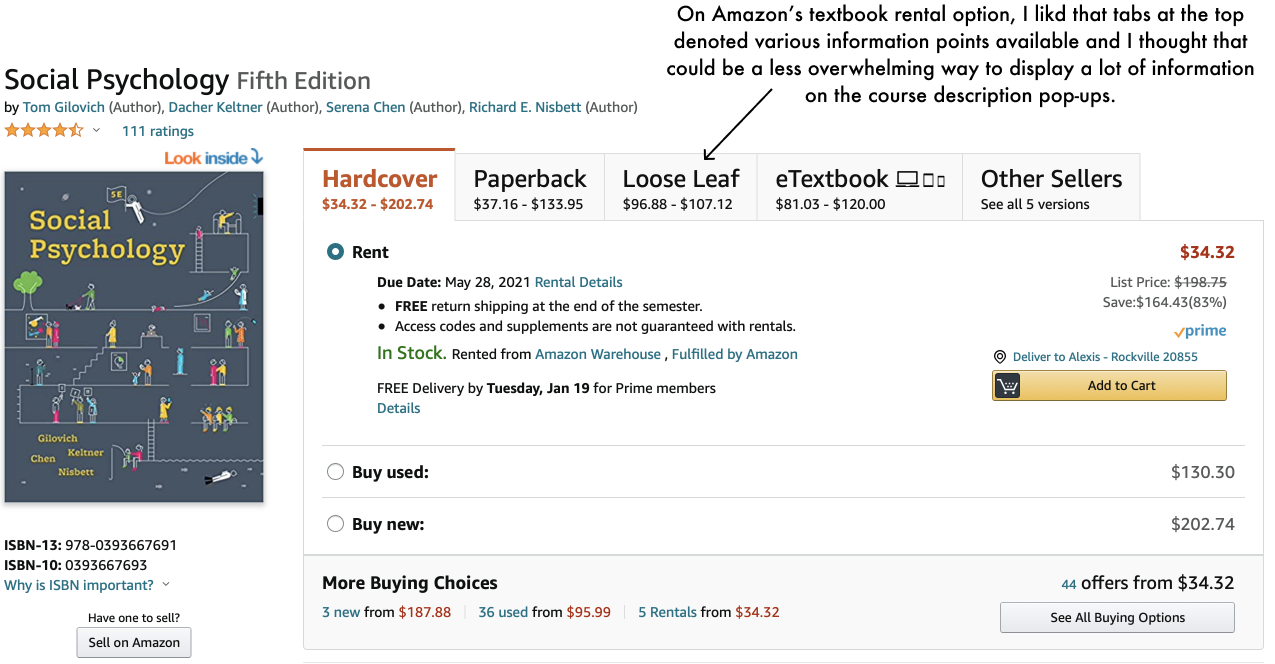 On Amazon's textbook rental option, I likd that tabs at the top
denoted various information points available and I thought that
could be a less overwhelming way to display a lot of information
on the course description pop-ups.
Social Psychology Fifth Edition
by Tom Gilovich (Author), Dacher Keltner (Author), Serena Chen (Author), Richard E. Nisbett (Author)
111 ratings
Look inside
5E
Social
Psychology
Gilovich
Chen Keltner
Nisbett
ISBN-13: 978-0393667691
ISBN-10: 0393667693
Why is ISBN important?
Have one to sell?
Sell on Amazon
Hardcover
$34.32 - $202.74
Paperback
$37.16 - $133.95
Loose Leaf
$96.88 - $107.12
eTextbook
$81.03 - $120.00
Other Sellers
See all 5 versions
Rent
$34.32
Due Date: May 28, 2021 Rental Details
List Price: $198.75
• FREE return shipping at the end of the semester.
Save:$164.43(83%)
• Access codes and supplements are not guaranteed with rentals.
prime
In Stock. Rented from Amazon Warehouse , Fulfilled by Amazon
Deliver to Alexis - Rockville 20855
FREE Delivery by Tuesday, Jan 19 for Prime members
Add to Cart
Details
Buy used: $130.30
Buy new: $202.74
More Buying Choices
44 offers from $34.32
3 new from $187.88 36 used from $95.99 5 Rentals from $34.32
See All Buying Options